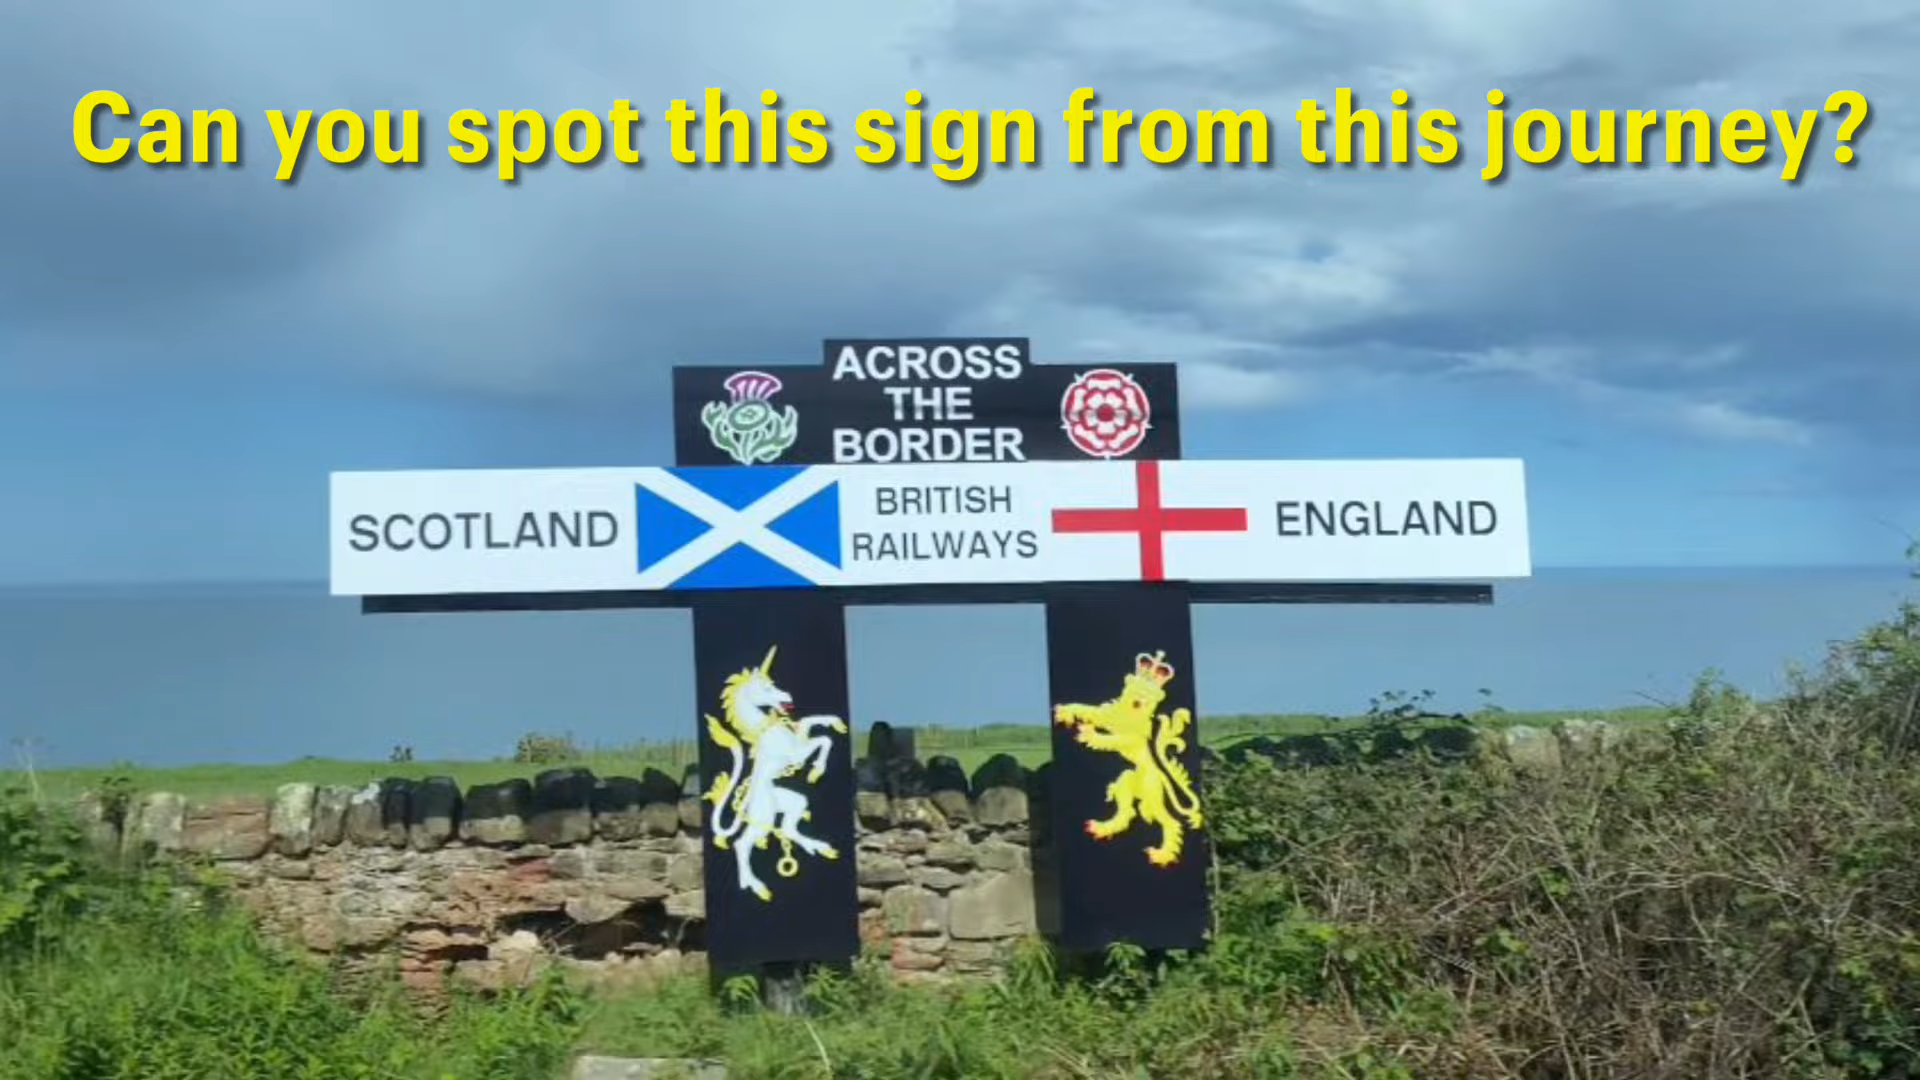 Can you spot this sign from this journey?
ACROSS
THE
BORDER
SCOTLAND
BRITISH
RAILWAYS
ENGLAND